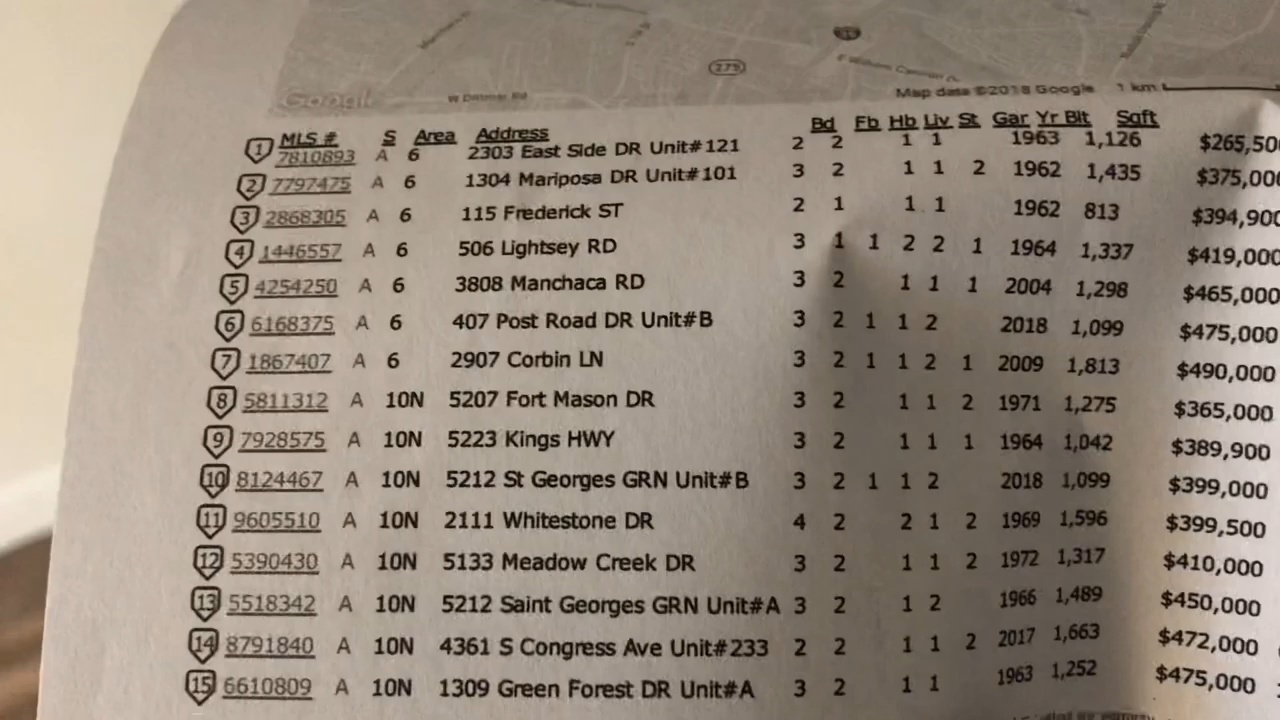 275
Google W Dittmar Rd Map data ©2018 Google 1 km
MLS # S Area Address Bd Fb Hb Liv St Gar Yr Blt Sqft
1 7810893 A 6 2303 East Side DR Unit#121 2 2 1 1 1963 1,126 $265,50
2 7797475 A 6 1304 Mariposa DR Unit#101 3 2 1 1 2 1962 1,435 $375,000
3 2868305 A 6 115 Frederick ST 2 1 1 1 1962 813 $394,900
4 1446557 A 6 506 Lightsey RD 3 1 1 2 2 1 1964 1,337 $419,000
5 4254250 A 6 3808 Manchaca RD 3 2 1 1 1 2004 1,298 $465,000
6 6168375 A 6 407 Post Road DR Unit#B 3 2 1 1 2 2018 1,099 $475,000
7 1867407 A 6 2907 Corbin LN 3 2 1 1 2 1 2009 1,813 $490,000
8 5811312 A 10N 5207 Fort Mason DR 3 2 1 1 2 1971 1,275 $365,000
9 7928575 A 10N 5223 Kings HWY 3 2 1 1 1 1964 1,042 $389,900
10 8124467 A 10N 5212 St Georges GRN Unit#B 3 2 1 1 2 2018 1,099 $399,000
11 9605510 A 10N 2111 Whitestone DR 4 2 2 1 2 1969 1,596 $399,500
12 5390430 A 10N 5133 Meadow Creek DR 3 2 1 1 2 1972 1,317 $410,000
13 5518342 A 10N 5212 Saint Georges GRN Unit#A 3 2 1 2 1966 1,489 $450,000
14 8791840 A 10N 4361 S Congress Ave Unit#233 2 2 1 1 2 2017 1,663 $472,000
15 6610809 A 10N 1309 Green Forest DR Unit#A 3 2 1 1 1963 1,252 $475,000